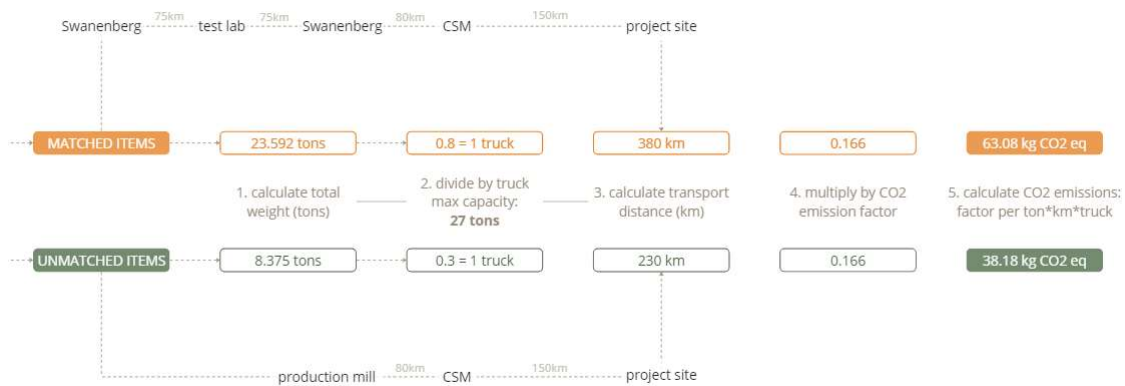 75km
75km
80km
150km
Swanenberg
test lab
Swanenberg
CSM
project site
MATCHED ITEMS
23.592 tons
0.8 = 1 truck
380 km
0.166
63.08 kg CO2 eq
1. calculate total
weight (tons)
2. divide by truck
max capacity:
27 tons
3. calculate transport
distance (km)
4. multiply by CO2
emission factor
5. calculate CO2 emissions:
factor per ton*km*truck
UNMATCHED ITEMS
8.375 tons
0.3 = 1 truck
230 km
0.166
38.18 kg CO2 eq
80km
150km
production mill
CSM
project site